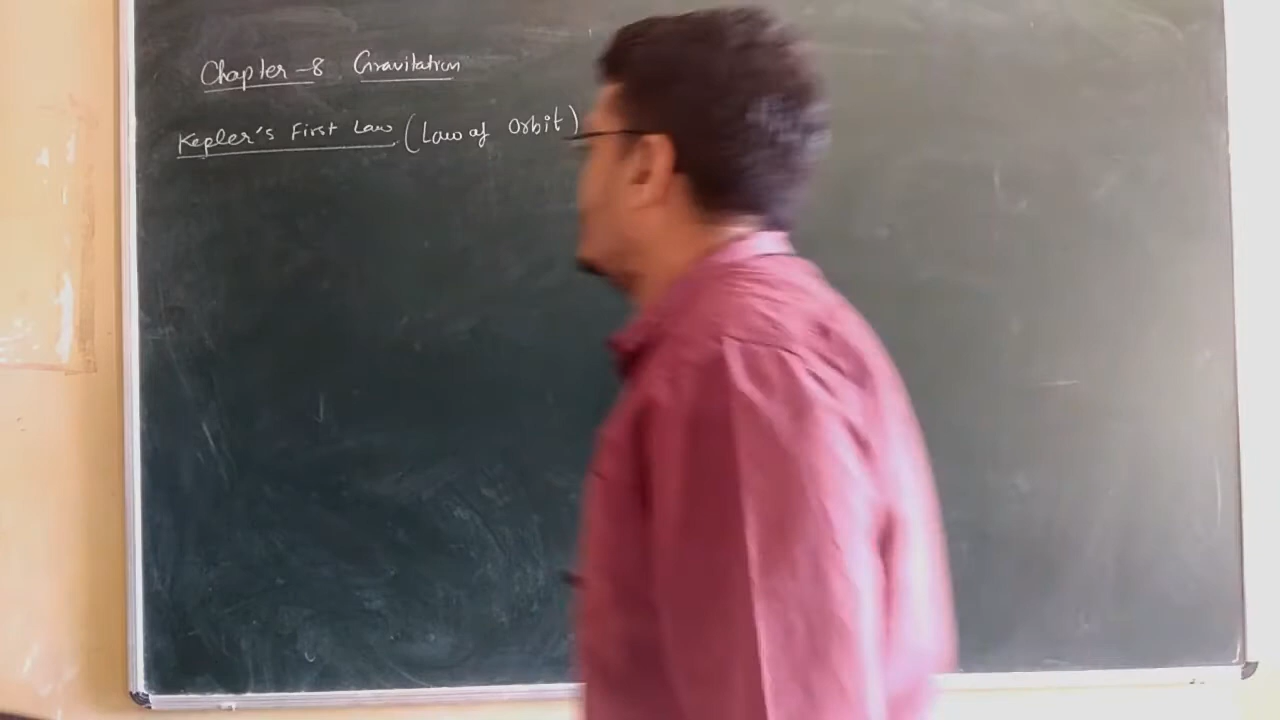 Chapter-8 Gravitation
Kepler's First Law (Law of Orbit)